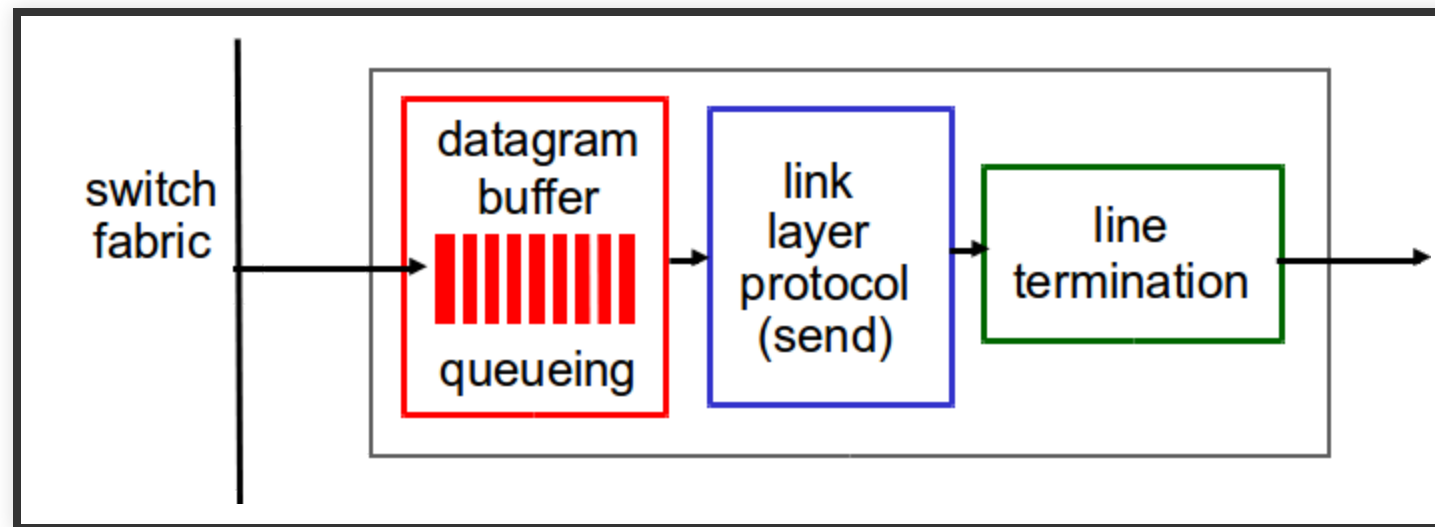 switch
fabric
datagram
buffer
queueing
link
layer
protocol
(send)
line
termination